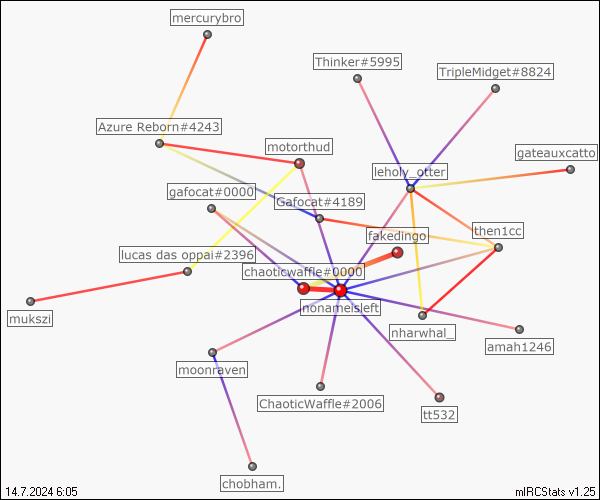 mercurybro
Thinker#5995
TripleMidget#8824
Azure Reborn#4243
motorthud
gateauxcatto
leholy_otter
gafocat#0000
Gafocat#4189
then1cc
fakedingo
lucas das oppai#2396
chaoticwaffle#0000
nonameisleft
mukszi
nharwhal_
amah1246
moonraven
ChaoticWaffle#2006
tt532
chobham.
14.7.2024 6:05
mIRCStats v1.25